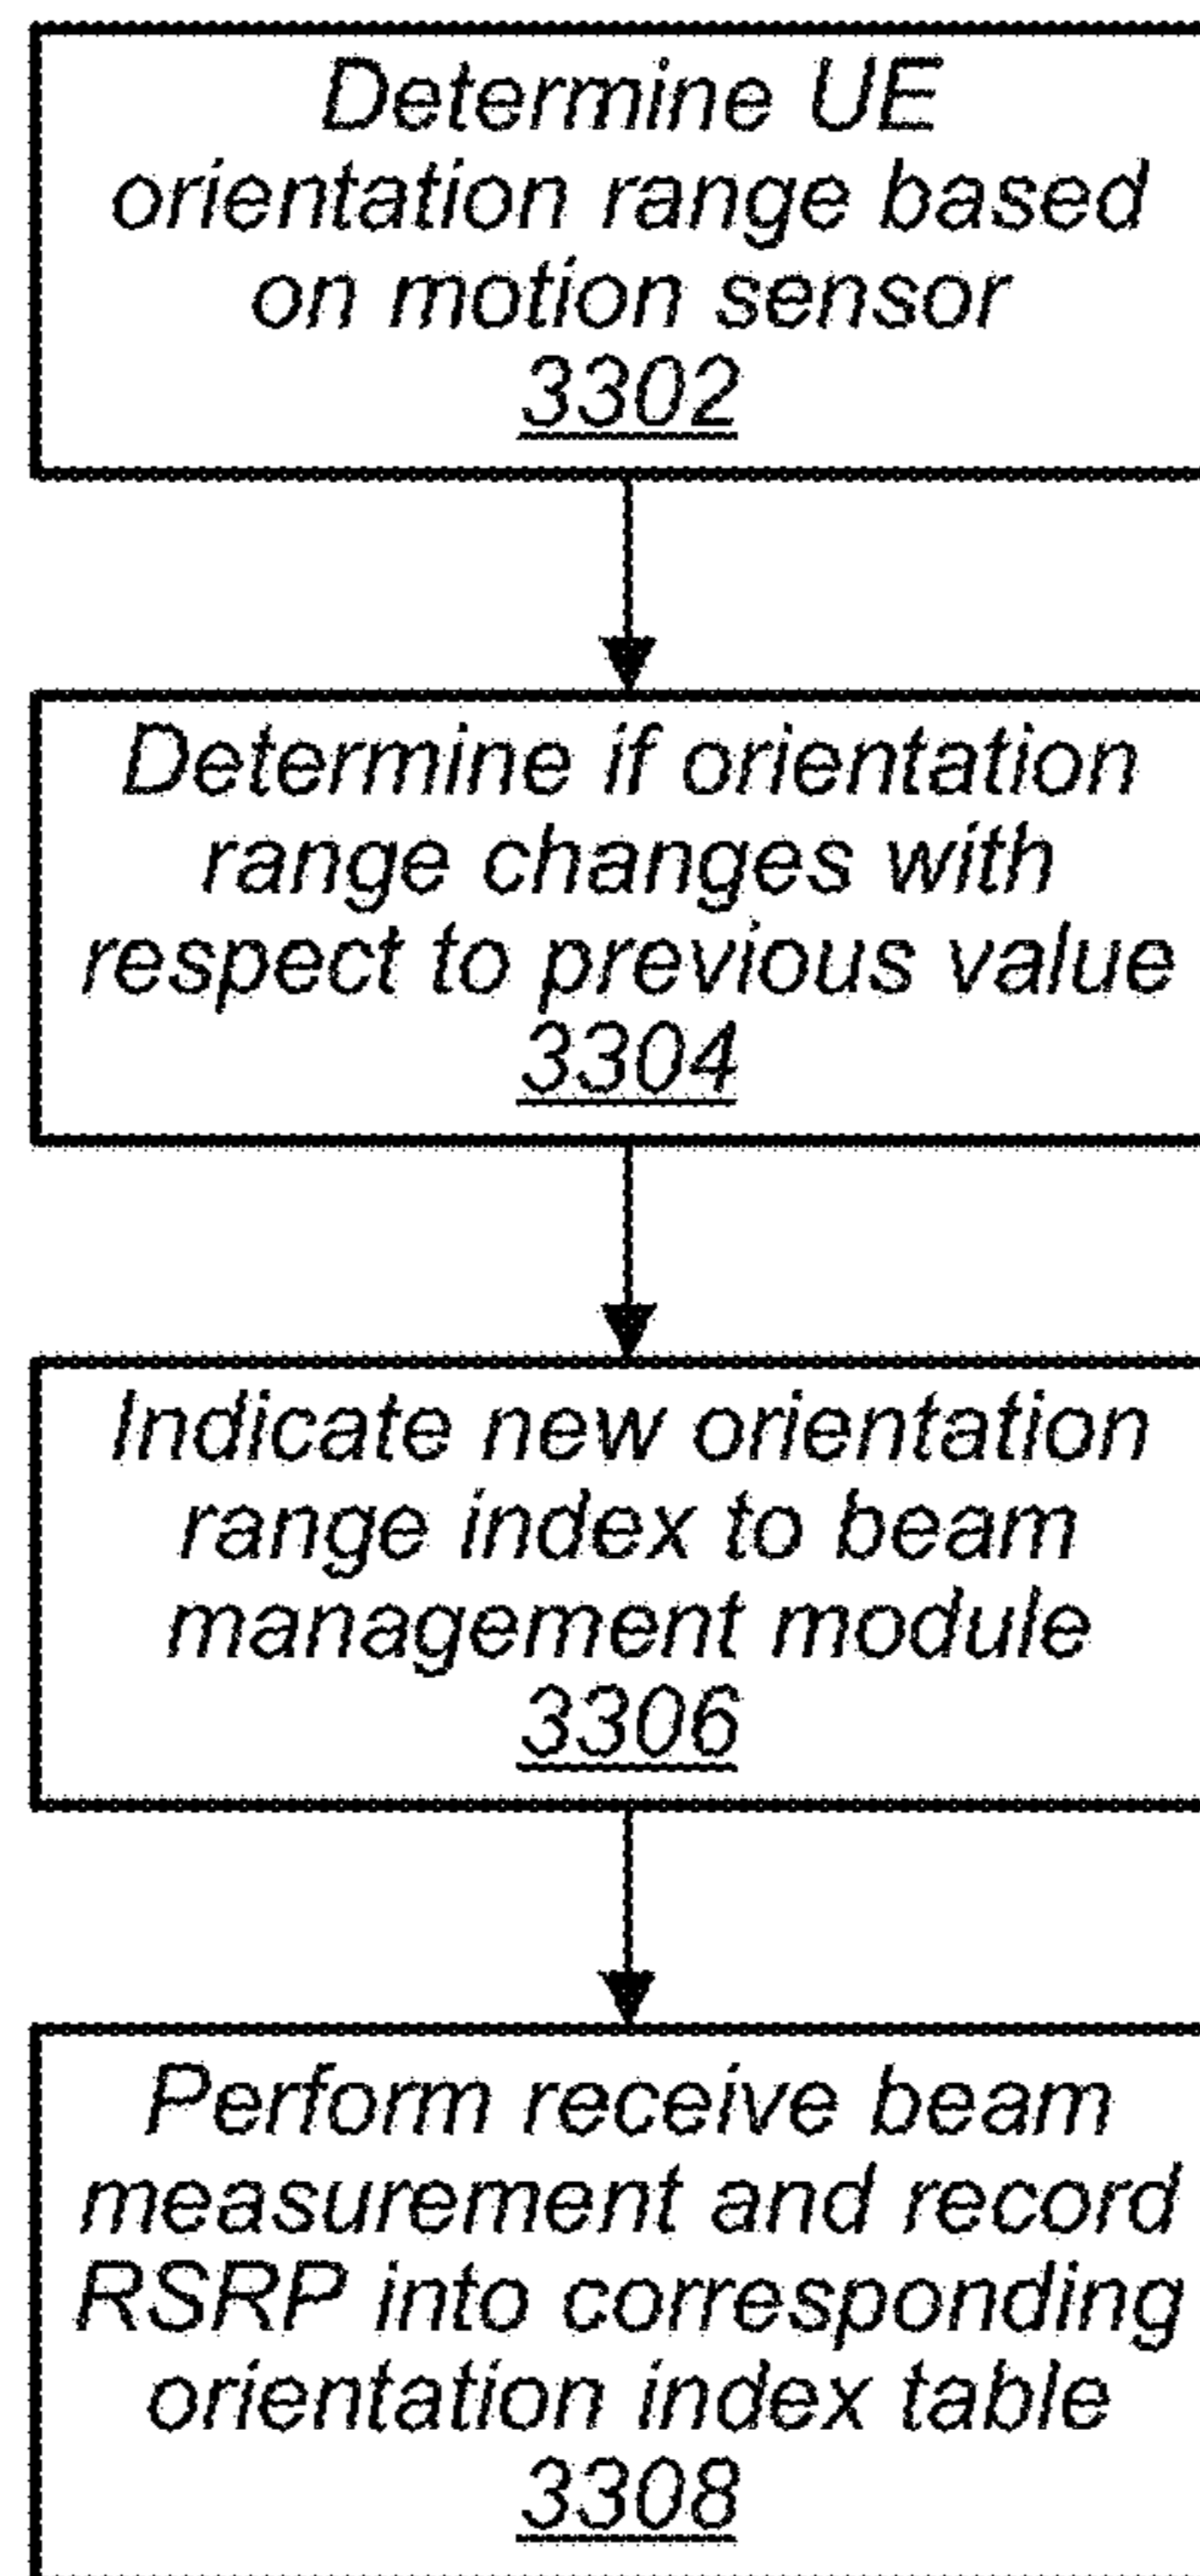 Determine UE
orientation range based
on motion sensor
3302
Determine if orientation
range changes with
respect to previous value
3304
Indicate new orientation
range index to beam
management module
3306
Perform receive beam
measurement and record
RSRP into corresponding
orientation index table
3308